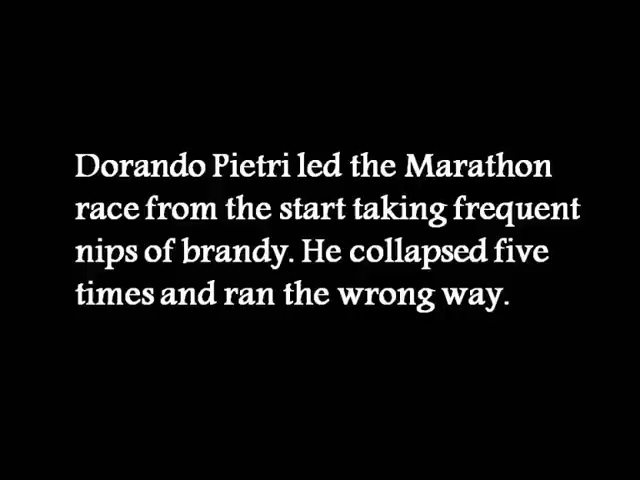 Dorando Pietri led the Marathon
race from the start taking frequent
nips of brandy. He collapsed five
times and ran the wrong way.